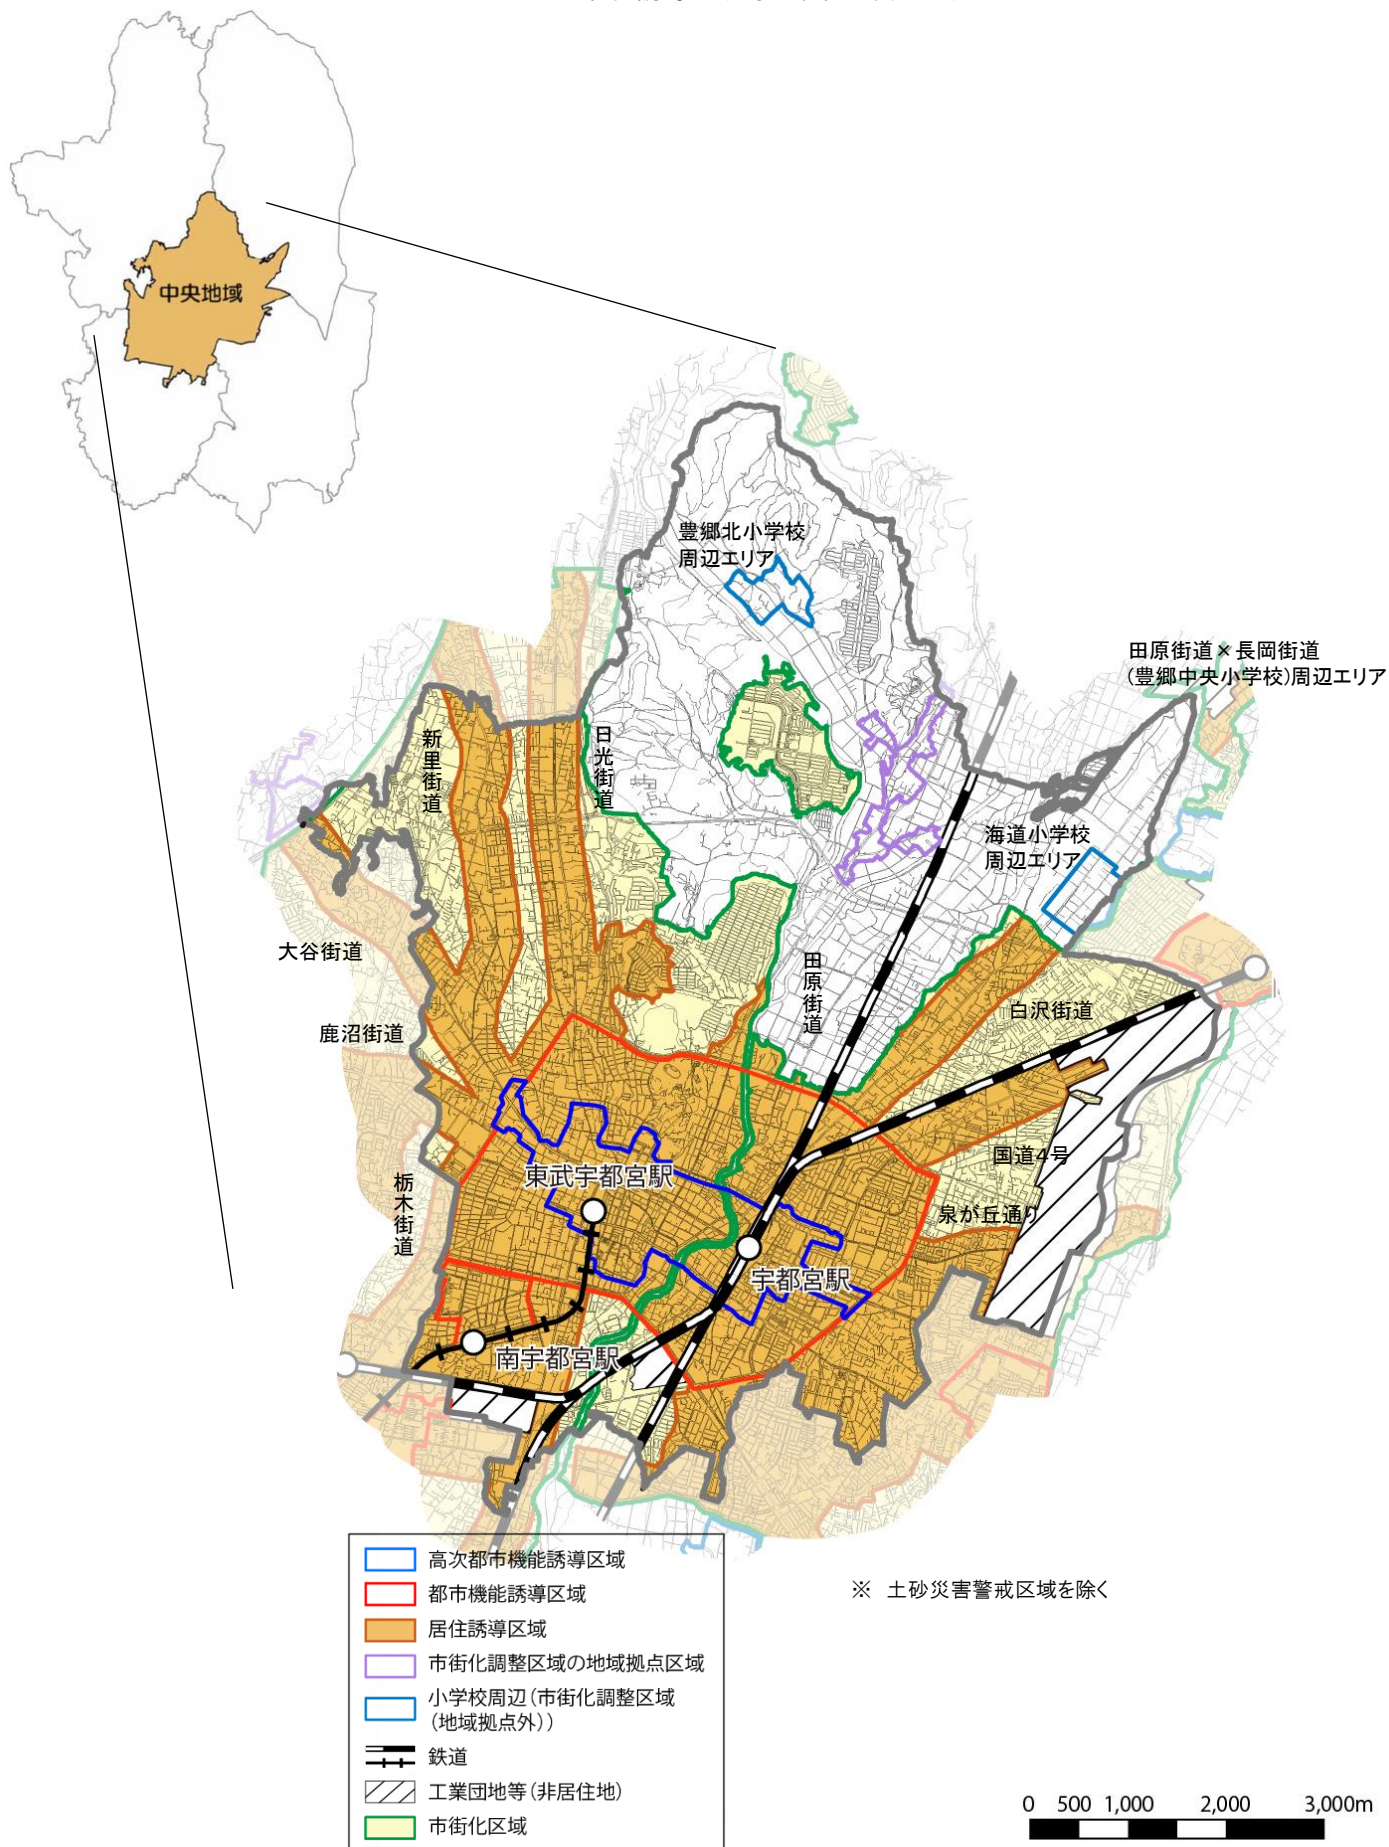 中央地域
豊郷北小学校
周辺エリア
田原街道×長岡街道
(豊郷中央小学校)周辺エリア
新里街道
日光街道
海道小学校
周辺エリア
大谷街道
田原街道
白沢街道
鹿沼街道
国道4号
東武宇都宮駅
栃木街道
泉が丘通り
宇都宮駅
南宇都宮駅
高次都市機能誘導区域
都市機能誘導区域
居住誘導区域
市街化調整区域の地域拠点区域
小学校周辺(市街化調整区域
(地域拠点外))
鉄道
工業団地等(非居住地)
市街化区域
※ 土砂災害警戒区域を除く
0 500 1,000 2,000 3,000m